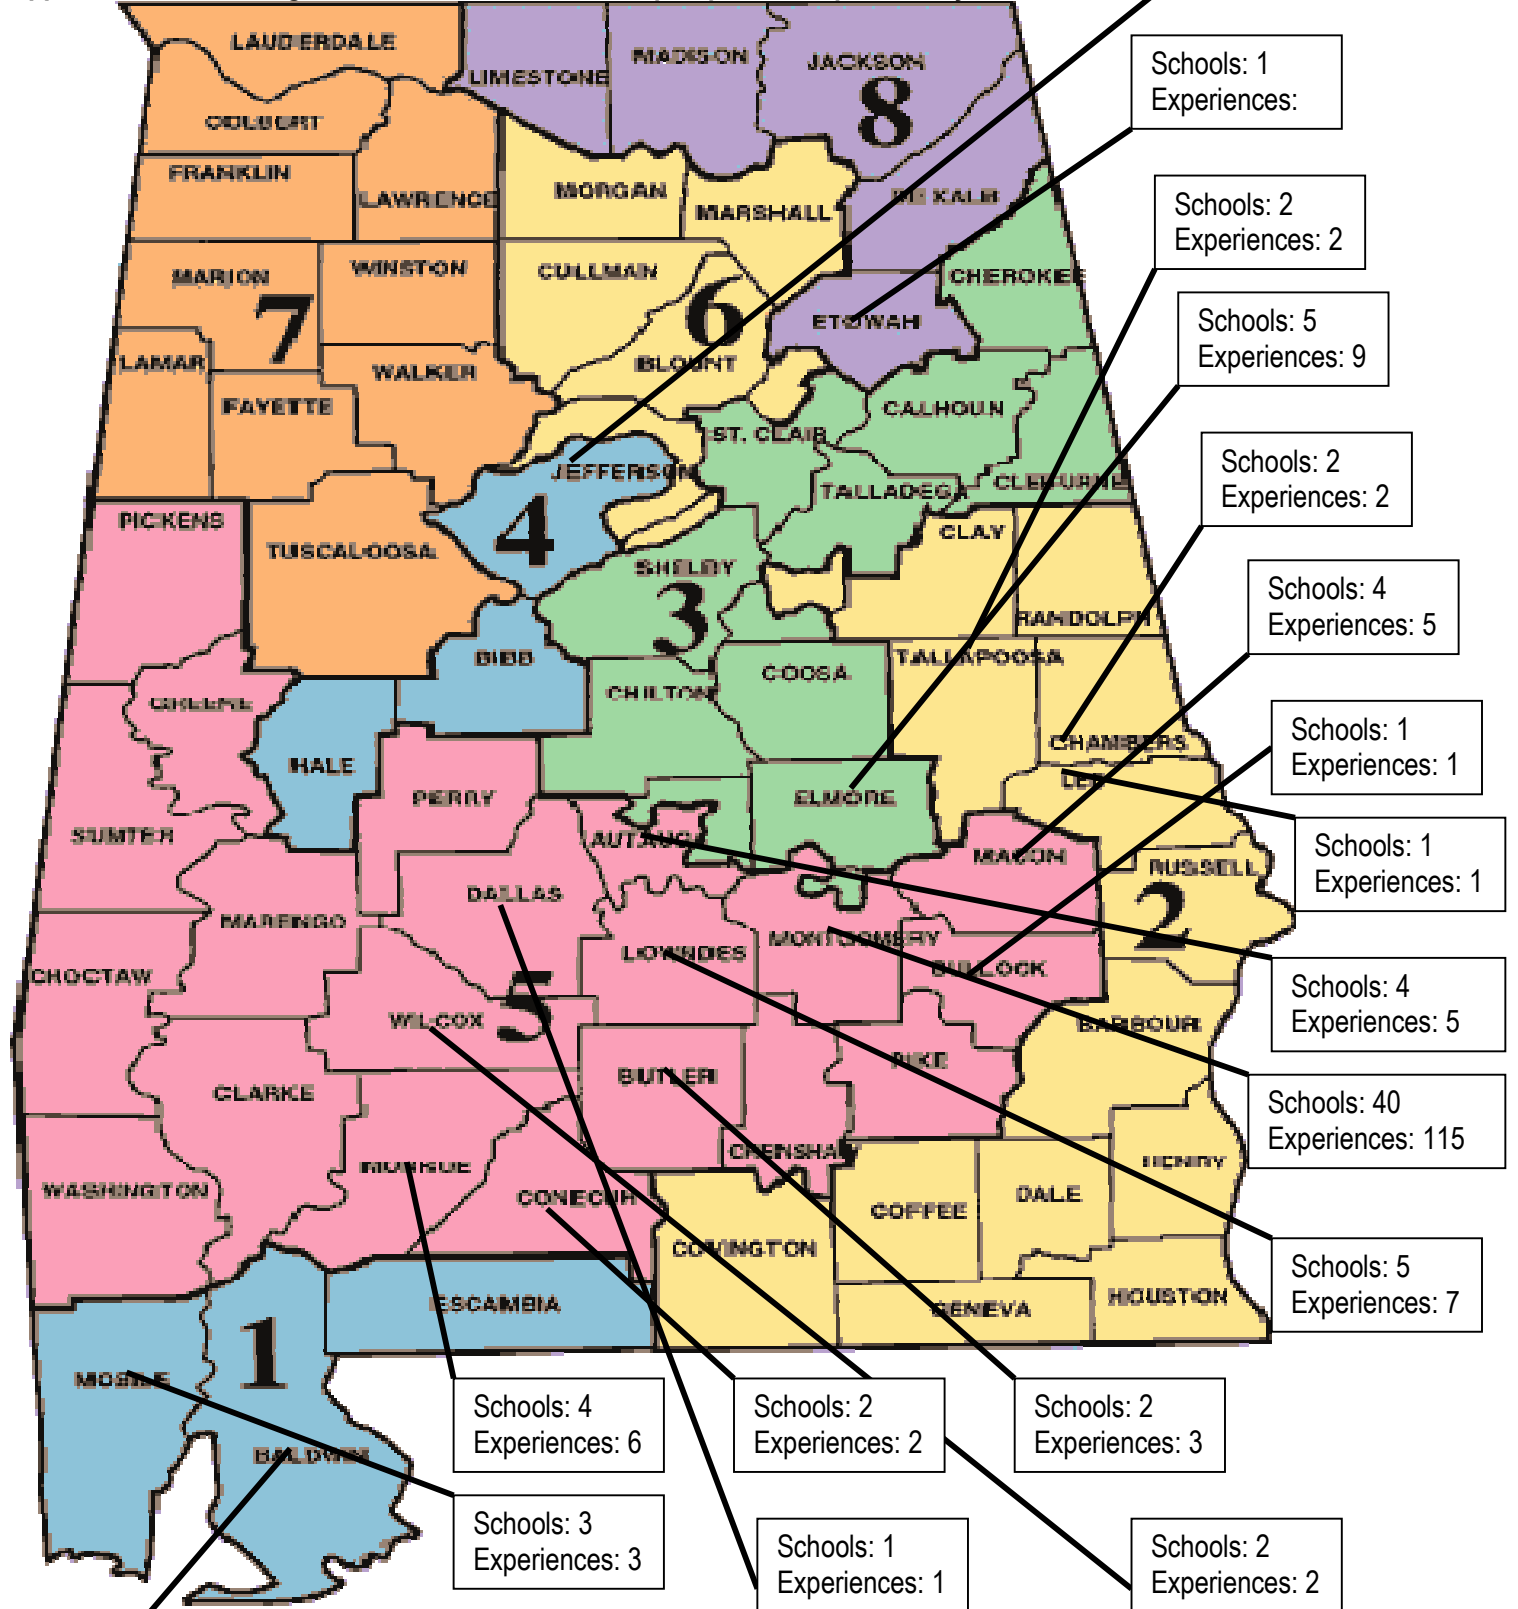 LAUDERDALE
LIMESTONE
MADISON
JACKSON
8
COLBERT
FRANKLIN
LAWRENCE
MORGAN
MARSHALL
DE KALB
MARION
WINSTON
CULLMAN
CHEROKEE
7
6
ETOWAH
LAMAR
WALKER
BLOUNT
FAYETTE
CALHOUN
ST. CLAIR
JEFFERSON
TALLADEGA
CLEBURNE
PICKENS
TUSCALOOSA
4
CLAY
SHELBY
3
RANDOLPH
BIBB
TALLAPOOSA
COOSA
CHILTON
GREENE
CHAMBERS
HALE
LEE
PERRY
ELMORE
SUMTER
AUTAUGA
MACON
RUSSELL
DALLAS
2
MARENGO
MONTGOMERY
LOWNDES
CHOCTAW
BULLOCK
5
WILCOX
BARBOUR
PIKE
BUTLER
CLARKE
CRENSHAW
MONROE
HENRY
WASHINGTON
CONECUH
DALE
COFFEE
COVINGTON
ESCAMBIA
GENEVA
HOUSTON
1
MOBILE
BALDWIN
Schools: 1
Experiences:
Schools: 2
Experiences: 2
Schools: 5
Experiences: 9
Schools: 2
Experiences: 2
Schools: 4
Experiences: 5
Schools: 1
Experiences: 1
Schools: 1
Experiences: 1
Schools: 4
Experiences: 5
Schools: 40
Experiences: 115
Schools: 5
Experiences: 7
Schools: 4
Experiences: 6
Schools: 2
Experiences: 2
Schools: 2
Experiences: 3
Schools: 3
Experiences: 3
Schools: 1
Experiences: 1
Schools: 2
Experiences: 2